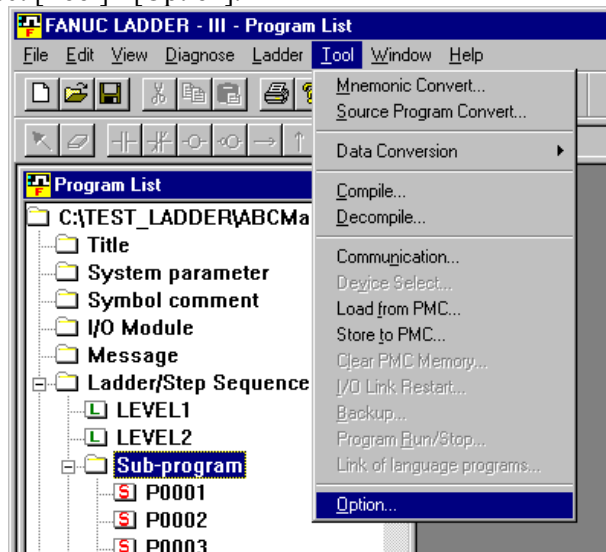 FANUC LADDER - III - Program List
File Edit View Diagnose Ladder Tool Window Help
Mnemonic Convert...
Source Program Convert...
Data Conversion
Compile...
Decompile...
Communication...
Device Select...
Load from PMC...
Store to PMC...
Clear PMC Memory...
I/O Link Restart...
Backup...
Program Run/Stop...
Link of language programs...
Option...
Program List
C:\TEST_LADDER\ABCMa
Title
System parameter
Symbol comment
I/O Module
Message
Ladder/Step Sequence
L LEVEL1
L LEVEL2
Sub-program
S P0001
S P0002
S P0003